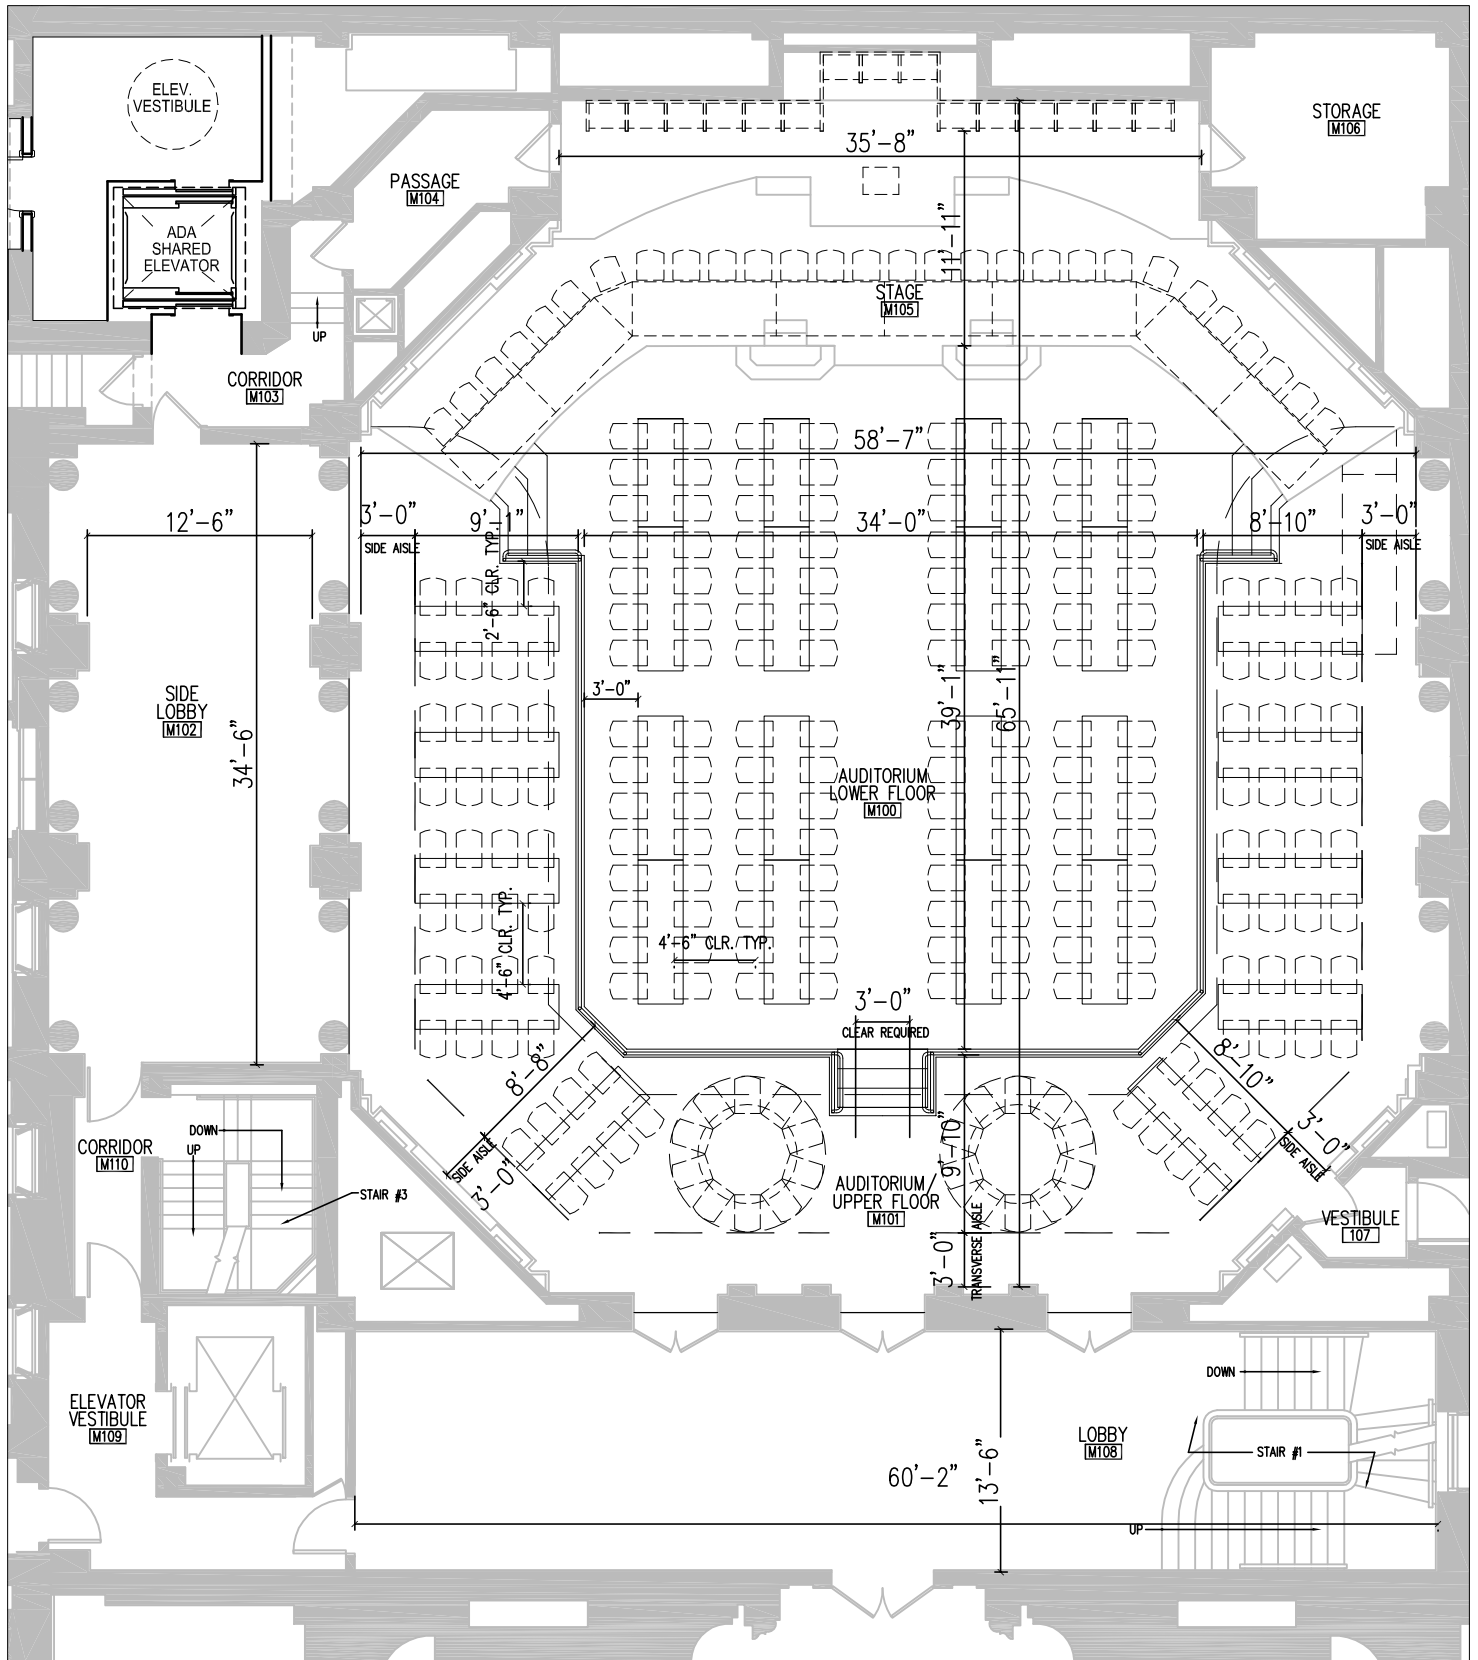 ELEV.
VESTIBULE
STORAGE
M106
35'-8"
PASSAGE
M104
ADA
SHARED
ELEVATOR
11'-11"
STAGE
M105
UP
CORRIDOR
M103
58'-7"
12'-6"
3'-0"
SIDE AISLE
9'-1"
34'-0"
8'-10"
3'-0"
SIDE AISLE
2'-6" CLR. TYP.
3'-0"
39'-1"
65'-11"
SIDE
LOBBY
M102
34'-6"
AUDITORIUM
LOWER FLOOR
M100
4'-6" CLR. TYP.
4'-6" CLR. TYP.
3'-0"
CLEAR REQUIRED
8'-8"
8'-10"
SIDE AISLE
3'-0"
3'-0"
SIDE AISLE
CORRIDOR
M110
DOWN
UP
STAIR #3
9'-10"
AUDITORIUM
UPPER FLOOR
M101
3'-0"
TRANSVERSE AISLE
VESTIBULE
107
ELEVATOR
VESTIBULE
M109
LOBBY
M108
DOWN
STAIR #1
UP
60'-2"
13'-6"